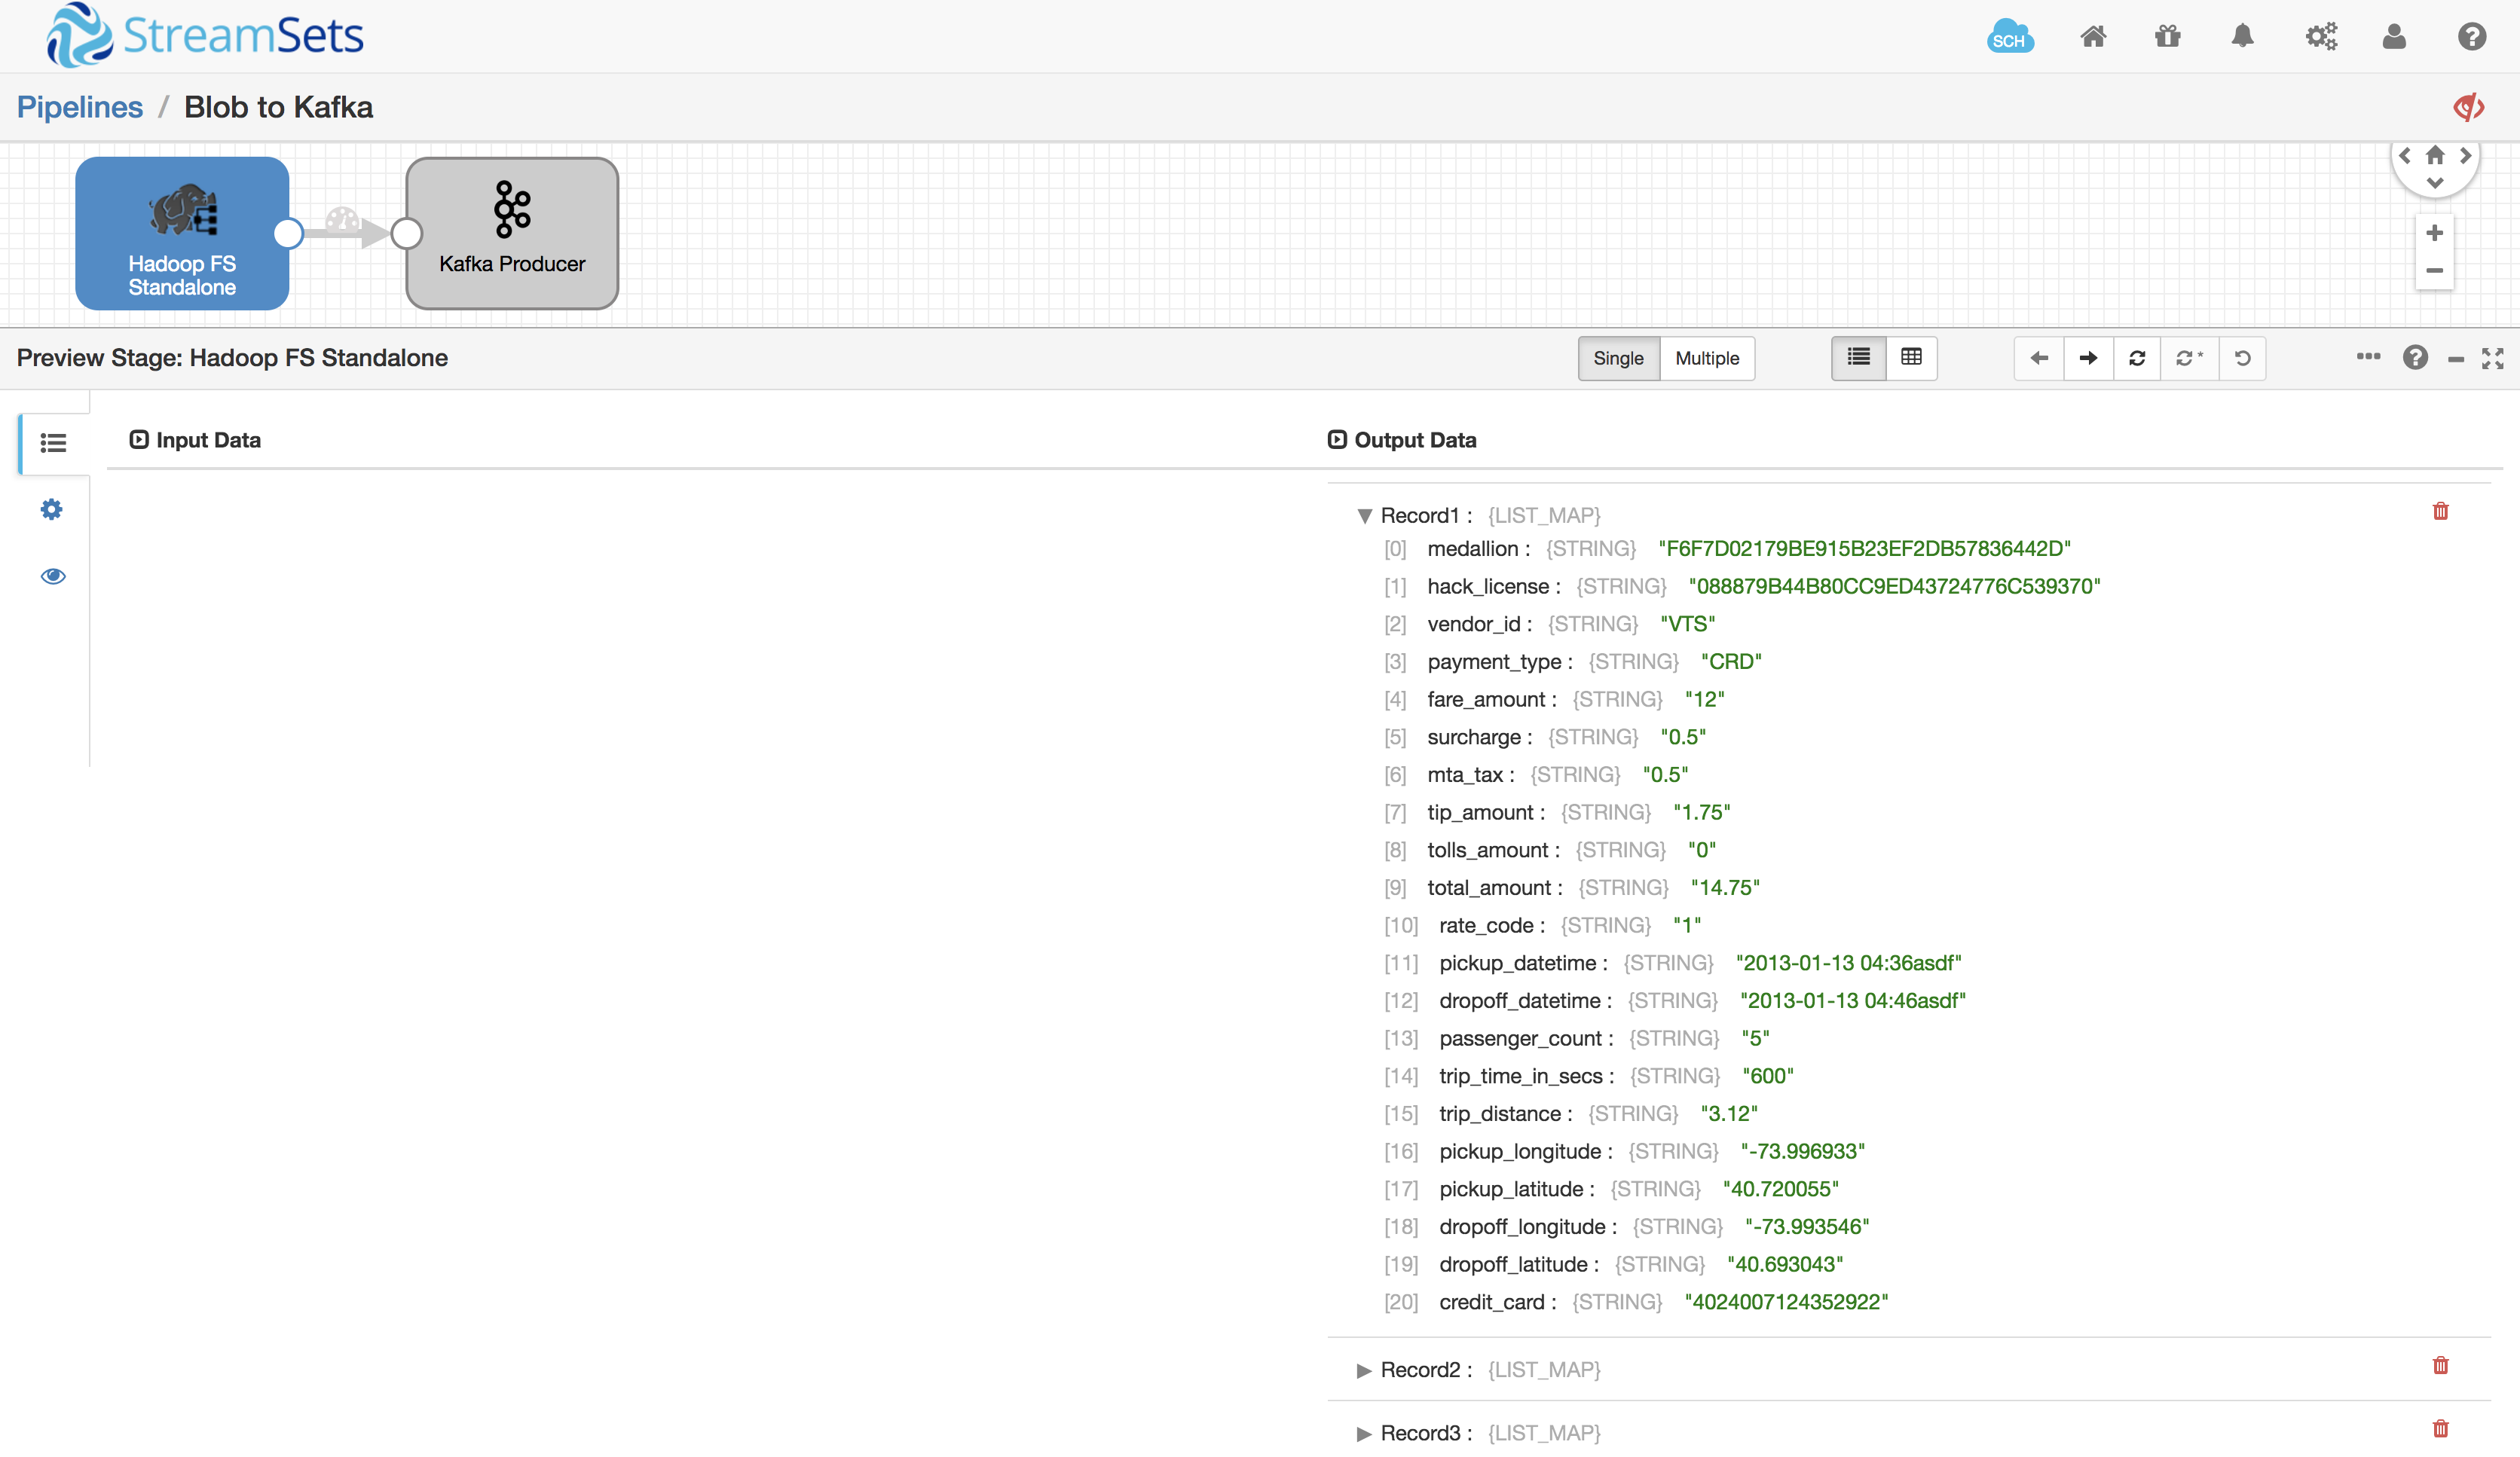 StreamSets
SCH
Pipelines / Blob to Kafka
Hadoop FS
Standalone
Kafka Producer
Preview Stage: Hadoop FS Standalone
Single
Multiple
Input Data
Output Data
Record1 : {LIST_MAP}
[0] medallion : {STRING} "F6F7D02179BE915B23EF2DB57836442D"
[1] hack_license : {STRING} "088879B44B80CC9ED43724776C539370"
[2] vendor_id : {STRING} "VTS"
[3] payment_type : {STRING} "CRD"
[4] fare_amount : {STRING} "12"
[5] surcharge : {STRING} "0.5"
[6] mta_tax : {STRING} "0.5"
[7] tip_amount : {STRING} "1.75"
[8] tolls_amount : {STRING} "0"
[9] total_amount : {STRING} "14.75"
[10] rate_code : {STRING} "1"
[11] pickup_datetime : {STRING} "2013-01-13 04:36asdf"
[12] dropoff_datetime : {STRING} "2013-01-13 04:46asdf"
[13] passenger_count : {STRING} "5"
[14] trip_time_in_secs : {STRING} "600"
[15] trip_distance : {STRING} "3.12"
[16] pickup_longitude : {STRING} "-73.996933"
[17] pickup_latitude : {STRING} "40.720055"
[18] dropoff_longitude : {STRING} "-73.993546"
[19] dropoff_latitude : {STRING} "40.693043"
[20] credit_card : {STRING} "4024007124352922"
Record2 : {LIST_MAP}
Record3 : {LIST_MAP}